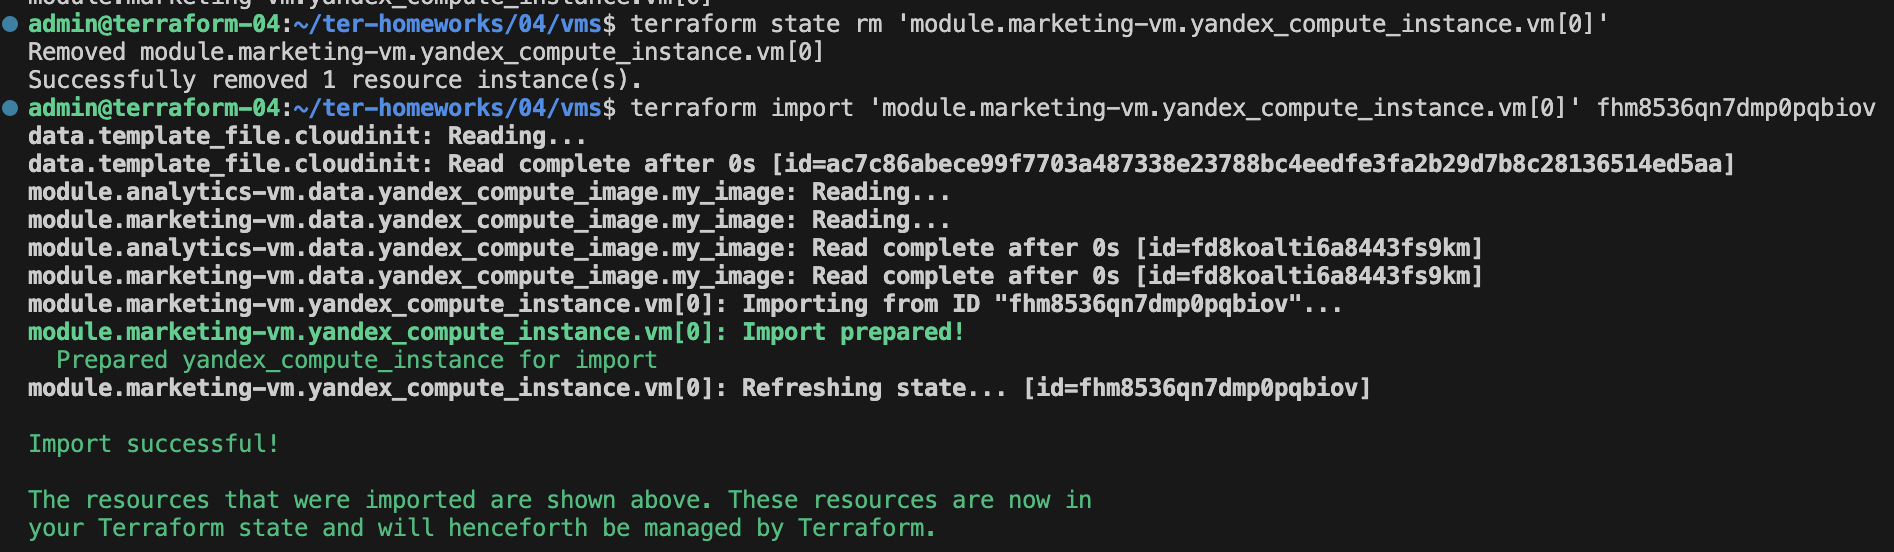 module.marketing-vm.yandex_compute_instance.vm[0]
admin@terraform-04:~/ter-homeworks/04/vms$ terraform state rm 'module.marketing-vm.yandex_compute_instance.vm[0]'
Removed module.marketing-vm.yandex_compute_instance.vm[0]
Successfully removed 1 resource instance(s).
admin@terraform-04:~/ter-homeworks/04/vms$ terraform import 'module.marketing-vm.yandex_compute_instance.vm[0]' fhm8536qn7dmp0pqbiov
data.template_file.cloudinit: Reading...
data.template_file.cloudinit: Read complete after 0s [id=ac7c86abece99f7703a487338e23788bc4eedfe3fa2b29d7b8c28136514ed5aa]
module.analytics-vm.data.yandex_compute_image.my_image: Reading...
module.marketing-vm.data.yandex_compute_image.my_image: Reading...
module.analytics-vm.data.yandex_compute_image.my_image: Read complete after 0s [id=fd8koalti6a8443fs9km]
module.marketing-vm.data.yandex_compute_image.my_image: Read complete after 0s [id=fd8koalti6a8443fs9km]
module.marketing-vm.yandex_compute_instance.vm[0]: Importing from ID "fhm8536qn7dmp0pqbiov"...
module.marketing-vm.yandex_compute_instance.vm[0]: Import prepared!
Prepared yandex_compute_instance for import
module.marketing-vm.yandex_compute_instance.vm[0]: Refreshing state... [id=fhm8536qn7dmp0pqbiov]
Import successful!
The resources that were imported are shown above. These resources are now in
your Terraform state and will henceforth be managed by Terraform.